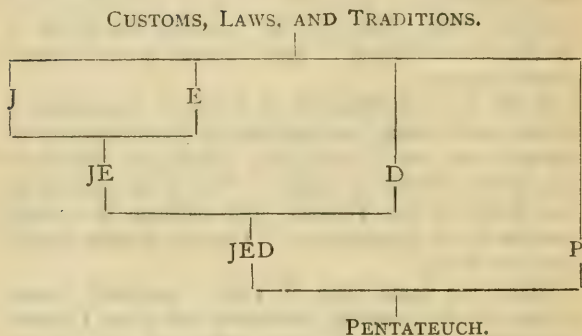 Customs, Laws, and Traditions.
J E
JE D
JED P
Pentateuch.